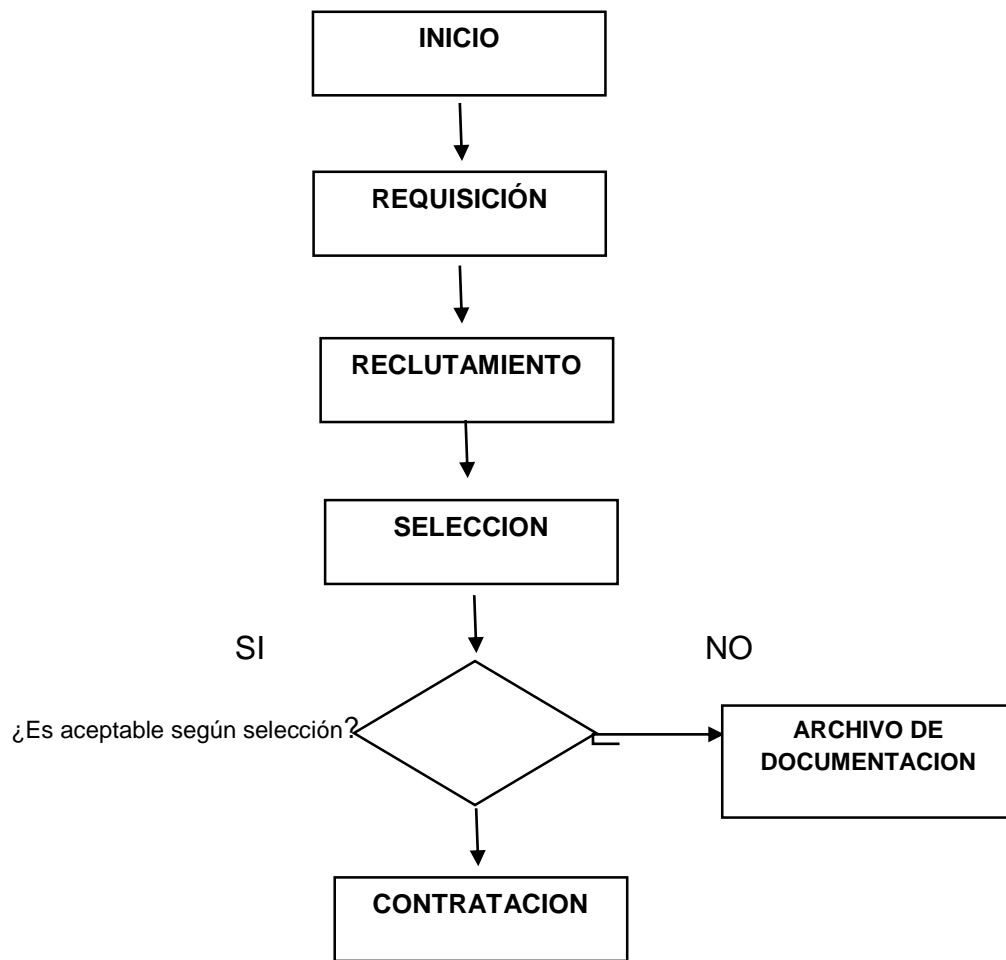 INICIO
REQUISICIÓN
RECLUTAMIENTO
SELECCION
SI
NO
¿Es aceptable según selección?
ARCHIVO DE
DOCUMENTACION
CONTRATACION